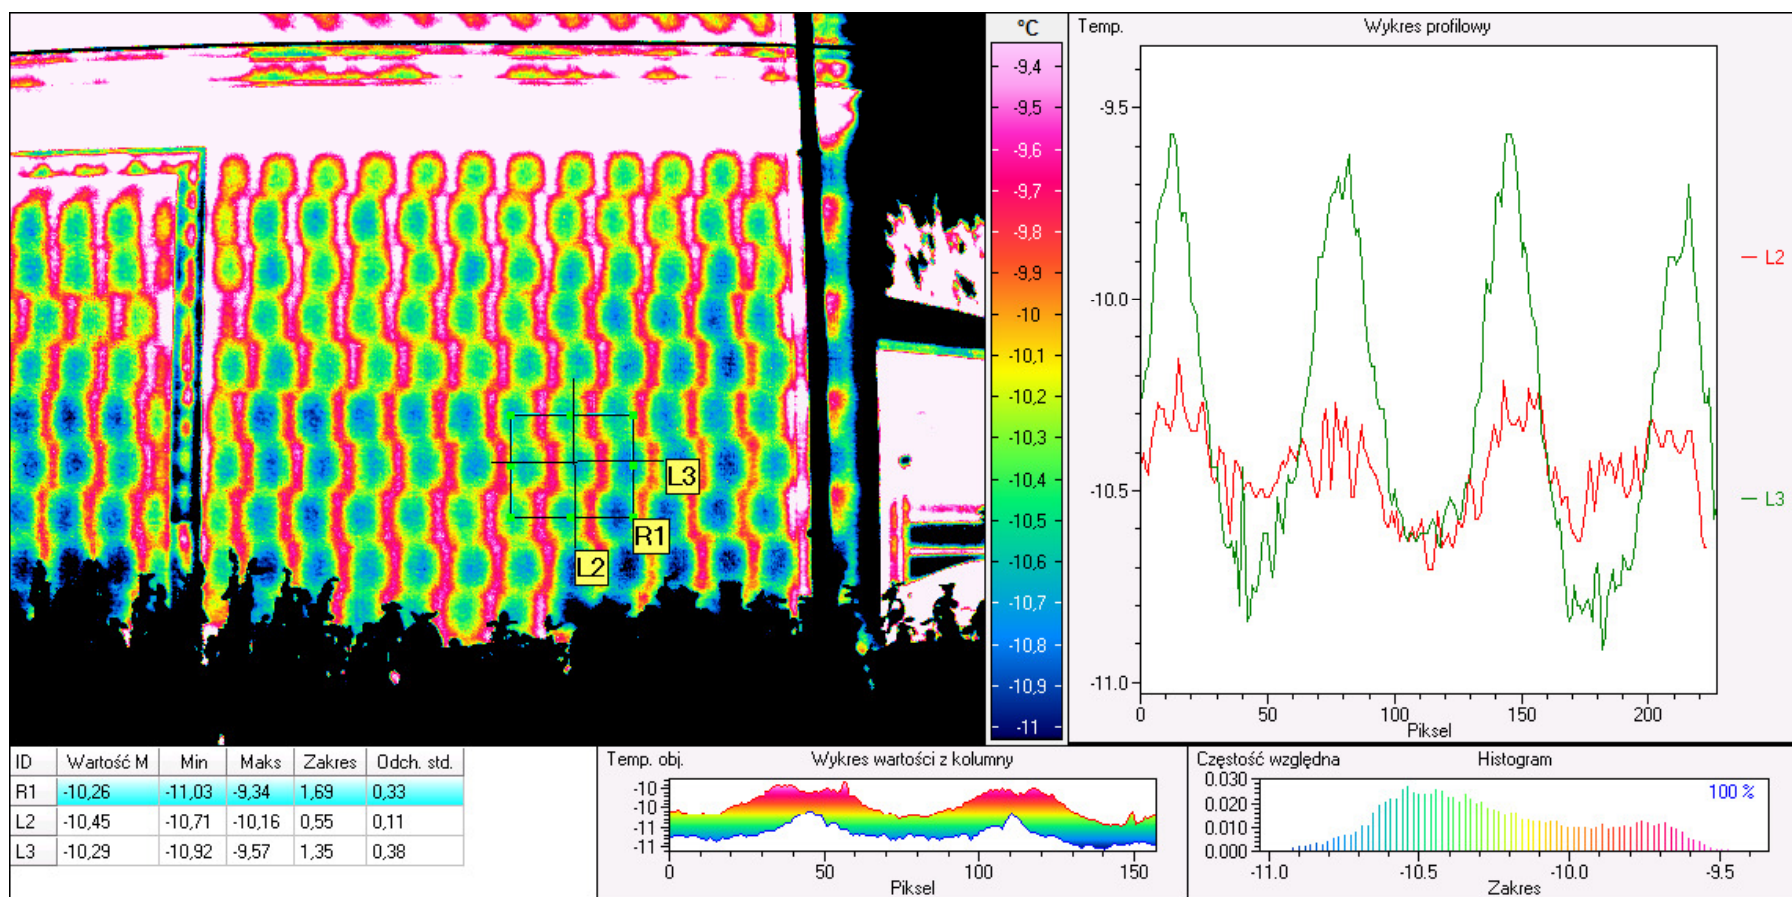 °C
-9,4
-9,5
-9,6
-9,7
-9,8
-9,9
-10
-10,1
-10,2
-10,3
-10,4
-10,5
-10,6
-10,7
-10,8
-10,9
-11
L3
R1
L2
Temp. Wykres profilowy
-9.5
-10.0
-10.5
-11.0
0 50 100 150 200
Piksel
L2
L3
ID Wartość M Min Maks Zakres Odch. std.
R1 -10,26 -11,03 -9,34 1,69 0,33
L2 -10,45 -10,71 -10,16 0,55 0,11
L3 -10,29 -10,92 -9,57 1,35 0,38
Temp. obj. Wykres wartości z kolumny
-10
-10
-11
-11
0 50 100 150
Piksel
Częstość względna Histogram
0.030
0.020
0.010
0.000
100 %
-11.0 -10.5 -10.0 -9.5
Zakres